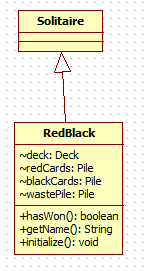 Solitaire
RedBlack
~deck: Deck
~redCards: Pile
~blackCards: Pile
~wastePile: Pile
+hasWon(): boolean
+getName(): String
+initialize(): void